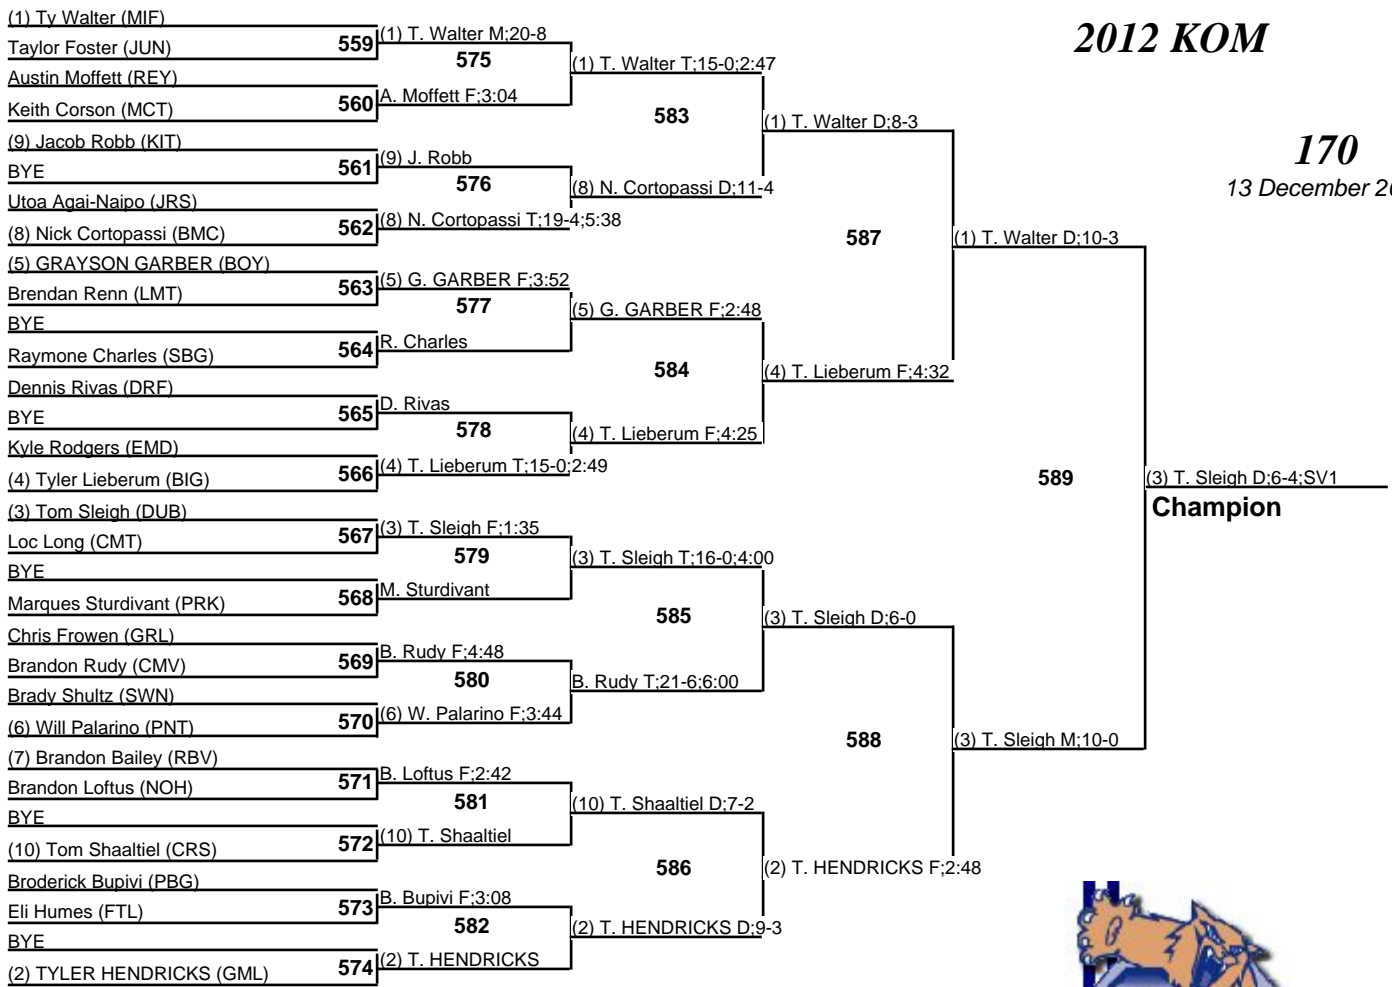 2012 KOM
170
13 December 20
(1) Ty Walter (MIF)
Taylor Foster (JUN)
Austin Moffett (REY)
Keith Corson (MCT)
(9) Jacob Robb (KIT)
BYE
Utoa Agai-Naipo (JRS)
(8) Nick Cortopassi (BMC)
(5) GRAYSON GARBER (BOY)
Brendan Renn (LMT)
BYE
Raymone Charles (SBG)
Dennis Rivas (DRF)
BYE
Kyle Rodgers (EMD)
(4) Tyler Lieberum (BIG)
(3) Tom Sleigh (DUB)
Loc Long (CMT)
BYE
Marques Sturdivant (PRK)
Chris Frowen (GRL)
Brandon Rudy (CMV)
Brady Shultz (SWN)
(6) Will Palarino (PNT)
(7) Brandon Bailey (RBV)
Brandon Loftus (NOH)
BYE
(10) Tom Shaaltiel (CRS)
Broderick Bupivi (PBG)
Eli Humes (FTL)
BYE
(2) TYLER HENDRICKS (GML)
559
560
561
562
563
564
565
566
567
568
569
570
571
572
573
574
(1) T. Walter M;20-8
A. Moffett F;3:04
(9) J. Robb
(8) N. Cortopassi T;19-4;5:38
(5) G. GARBER F;3:52
R. Charles
D. Rivas
(4) T. Lieberum T;15-0;2:49
(3) T. Sleigh F;1:35
M. Sturdivant
B. Rudy F;4:48
(6) W. Palarino F;3:44
B. Loftus F;2:42
(10) T. Shaaltiel
B. Bupivi F;3:08
(2) T. HENDRICKS
575
576
577
578
579
580
581
582
(1) T. Walter T;15-0;2:47
(8) N. Cortopassi D;11-4
(5) G. GARBER F;2:48
(4) T. Lieberum F;4:25
(3) T. Sleigh T;16-0;4:00
B. Rudy T;21-6;6:00
(10) T. Shaaltiel D;7-2
(2) T. HENDRICKS D;9-3
583
584
585
586
(1) T. Walter D;8-3
(4) T. Lieberum F;4:32
(3) T. Sleigh D;6-0
(2) T. HENDRICKS F;2:48
587
588
(1) T. Walter D;10-3
(3) T. Sleigh M;10-0
589
(3) T. Sleigh D;6-4;SV1
Champion